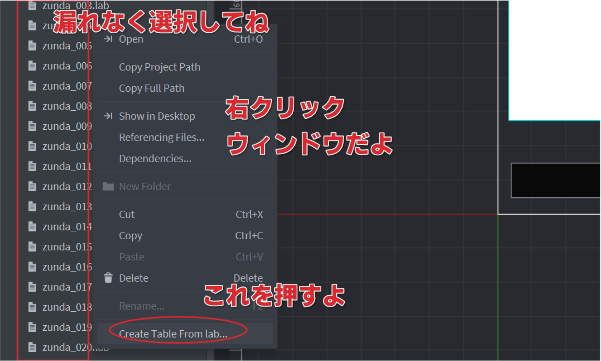 zunda_003.lab
漏れなく選択してね
zunda_004
Open Ctrl+O
zunda_005
zunda_006
Copy Project Path
zunda_007
Copy Full Path
zunda_008
右クリック
Show in Desktop
zunda_009
Referencing Files...
ウィンドウだよ
zunda_010
Dependencies...
zunda_011
zunda_012
New Folder
zunda_013
Cut Ctrl+X
zunda_014
Copy Ctrl+C
zunda_015
Paste Ctrl+V
zunda_016
Delete Delete
zunda_017
これを押すよ
zunda_018
Rename... F2
zunda_019
Create Table From lab...
zunda_020.lab